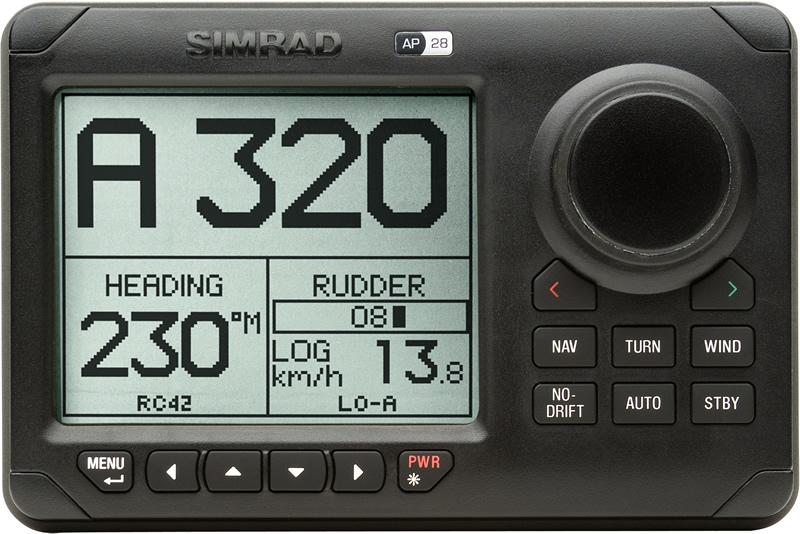 SIMRAD
AP 28
A 320
HEADING
230°M
RC42
RUDDER
08
LOG
km/h
13.8
LO-A
< >
NAV TURN WIND
NO-
DRIFT
AUTO STBY
MENU
PWR